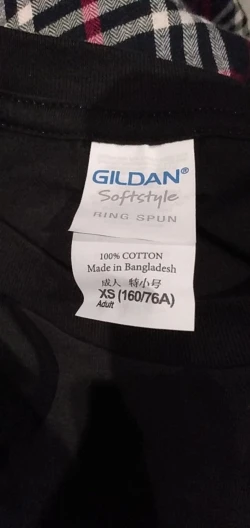 GILDAN®
Softstyle
RING SPUN
100% COTTON
Made in Bangladesh
成人 特小号
XS (160/76A)
Adult